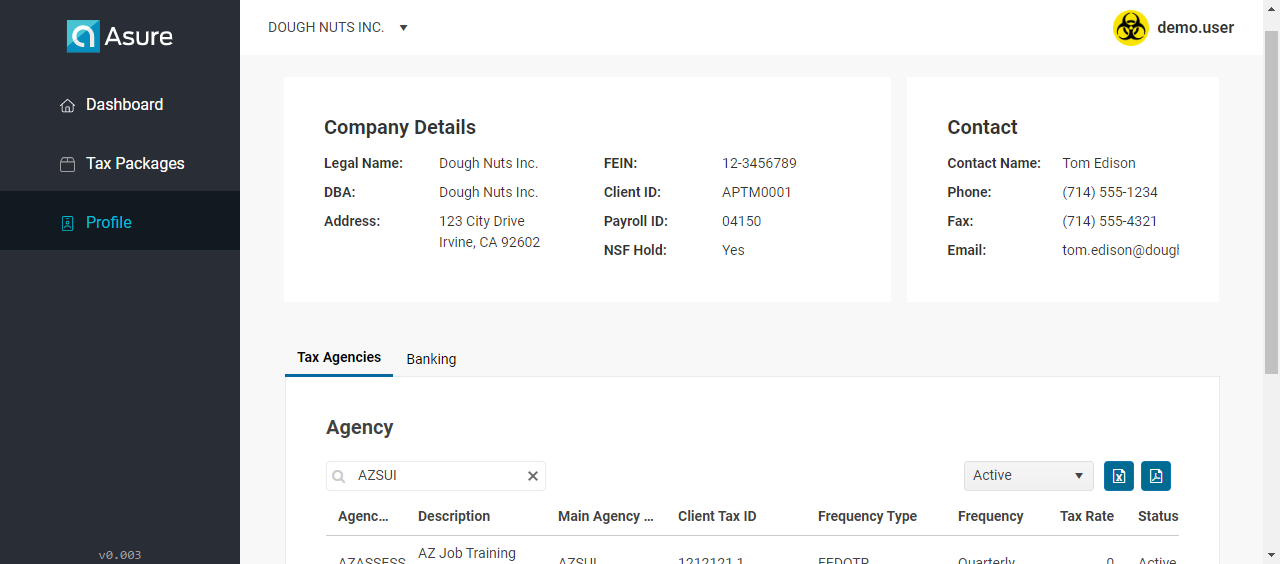 Asure
DOUGH NUTS INC.
demo.user
Dashboard
Tax Packages
Profile
v0.003
Company Details
Legal Name: Dough Nuts Inc. FEIN: 12-3456789
DBA: Dough Nuts Inc. Client ID: APTM0001
Address: 123 City Drive Payroll ID: 04150
Irvine, CA 92602
NSF Hold: Yes
Contact
Contact Name: Tom Edison
Phone: (714) 555-1234
Fax: (714) 555-4321
Email: tom.edison@dough
Tax Agencies Banking
Agency
AZSUI Active
Agenc... Description Main Agency ... Client Tax ID Frequency Type Frequency Tax Rate Status
AZ Job Training
AZASSESS AZSUI 1212121 1 FEDQTR Quarterly 0 Active